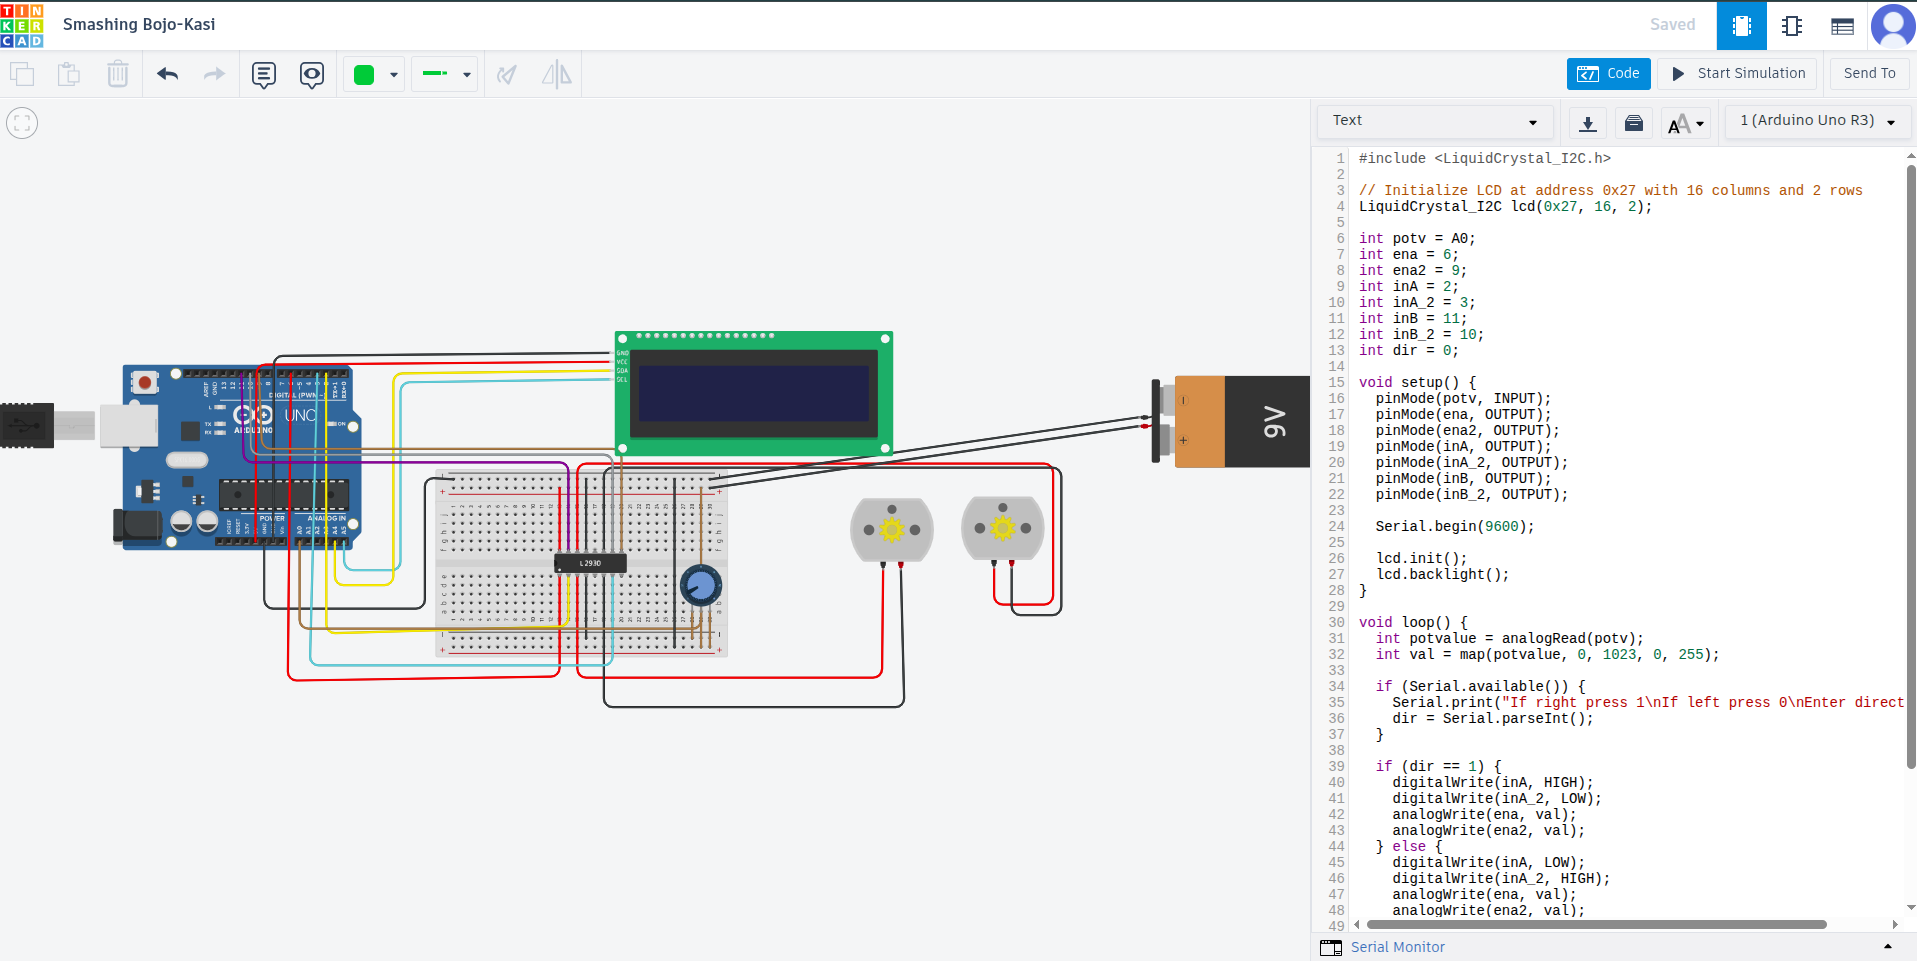 TIN
KER
CAD
Smashing Bojo-Kasi
Saved
Code
Start Simulation
Send To
Text
AA
1 (Arduino Uno R3)
1 #include <LiquidCrystal_I2C.h>
2
3 // Initialize LCD at address 0x27 with 16 columns and 2 rows
4 LiquidCrystal_I2C lcd(0x27, 16, 2);
5
6 int potv = A0;
7 int ena = 6;
8 int ena2 = 9;
9 int inA = 2;
10 int inA_2 = 3;
11 int inB = 11;
12 int inB_2 = 10;
13 int dir = 0;
14
15 void setup() {
16 pinMode(potv, INPUT);
17 pinMode(ena, OUTPUT);
18 pinMode(ena2, OUTPUT);
19 pinMode(inA, OUTPUT);
20 pinMode(inA_2, OUTPUT);
21 pinMode(inB, OUTPUT);
22 pinMode(inB_2, OUTPUT);
23
24 Serial.begin(9600);
25
26 lcd.init();
27 lcd.backlight();
28 }
29
30 void loop() {
31 int potvalue = analogRead(potv);
32 int val = map(potvalue, 0, 1023, 0, 255);
33
34 if (Serial.available()) {
35 Serial.print("If right press 1\nIf left press 0\nEnter direct
36 dir = Serial.parseInt();
37 }
38
39 if (dir == 1) {
40 digitalWrite(inA, HIGH);
41 digitalWrite(inA_2, LOW);
42 analogWrite(ena, val);
43 analogWrite(ena2, val);
44 } else {
45 digitalWrite(inA, LOW);
46 digitalWrite(inA_2, HIGH);
47 analogWrite(ena, val);
48 analogWrite(ena2, val);
49
Serial Monitor
GND
VCC
SDA
SCL
UNO
ARDUINO
POWER
ANALOG IN
L293D
9V